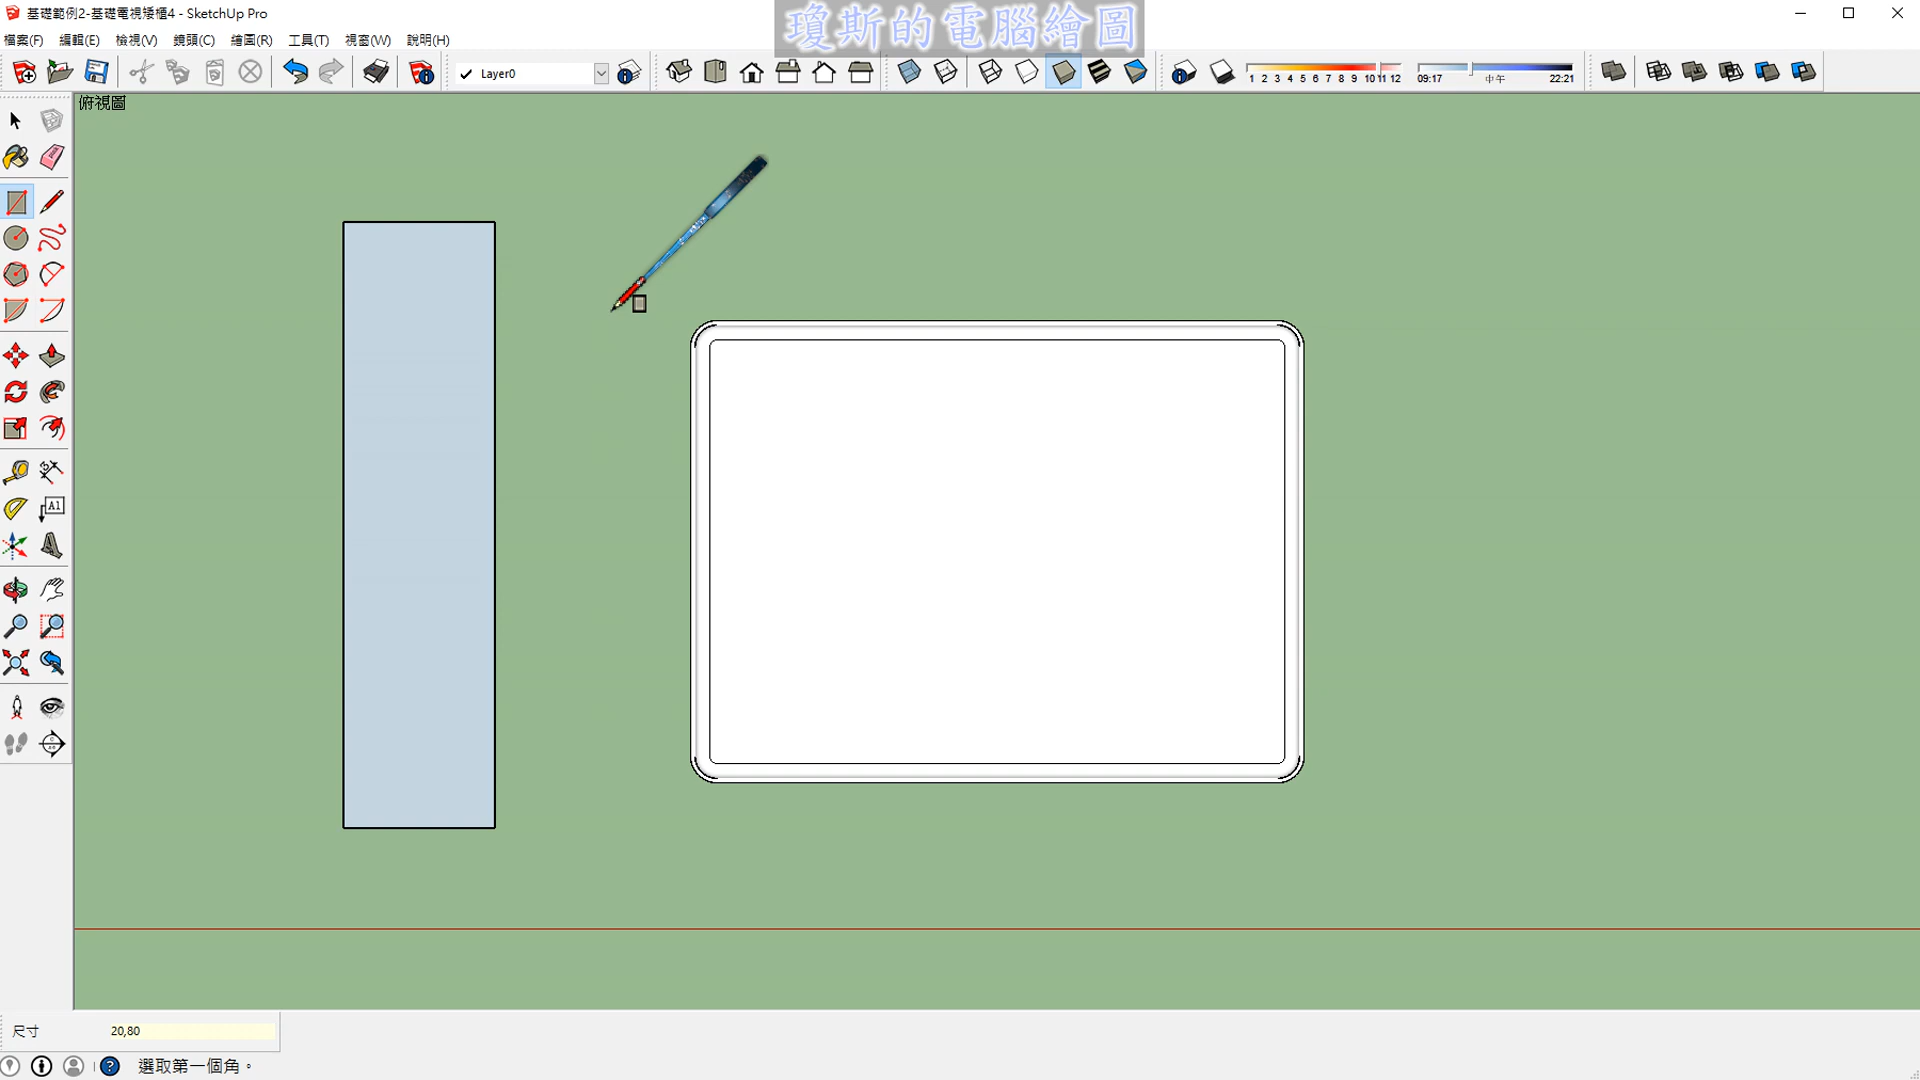 基礎範例2-基礎電視矮櫃4 - SketchUp Pro
瓊斯的電腦繪圖
檔案(F) 編輯(E) 檢視(V) 鏡頭(C) 繪圖(R) 工具(T) 視窗(W) 說明(H)
Layer0
1 2 3 4 5 6 7 8 9 10 11 12
09:17 中午 22:21
俯視圖
A1
尺寸 20,80
選取第一個角。